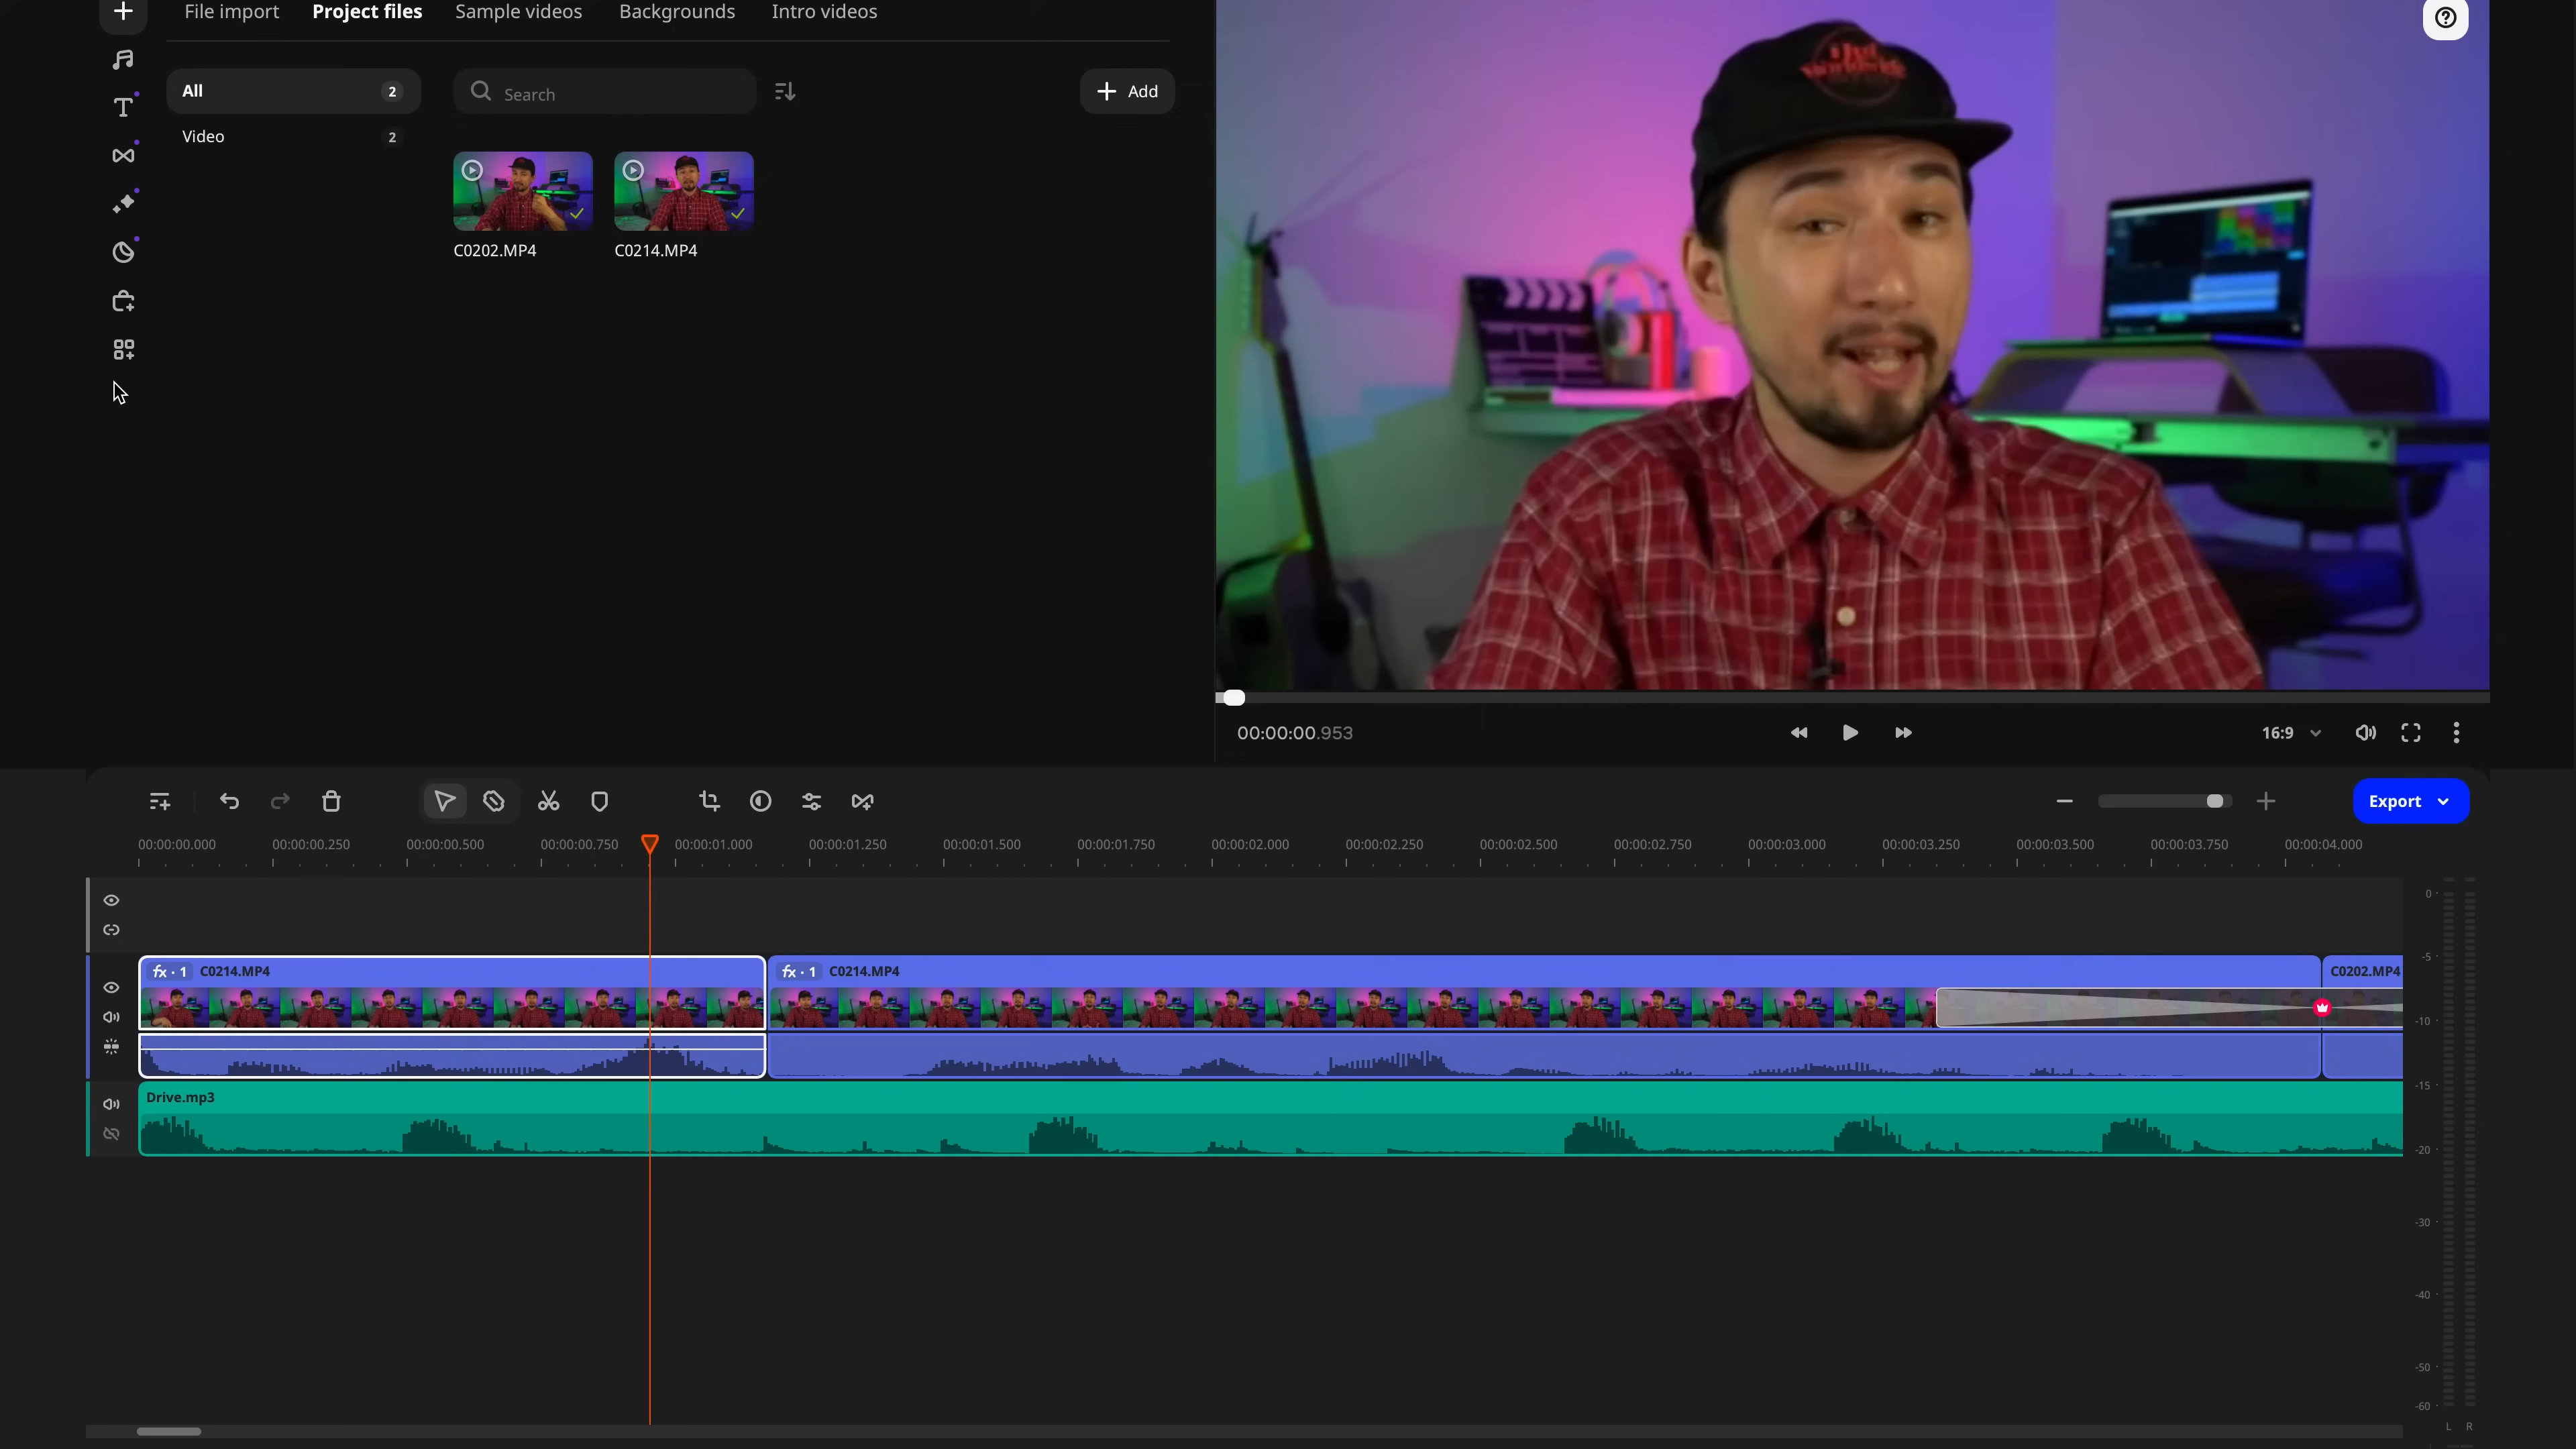 File import Project files Sample videos Backgrounds Intro videos
All 2
Search
Add
Video 2
C0202.MP4 C0214.MP4
00:00:00.953
16:9
Export
00:00:00.000 00:00:00.250 00:00:00.500 00:00:00.750 00:00:01.000 00:00:01.250 00:00:01.500 00:00:01.750 00:00:02.000 00:00:02.250 00:00:02.500 00:00:02.750 00:00:03.000 00:00:03.250 00:00:03.500 00:00:03.750 00:00:04.000
fx · 1 C0214.MP4 fx · 1 C0214.MP4 C0202.MP4
Drive.mp3
0
-5
-10
-15
-20
-30
-40
-50
-60
L R